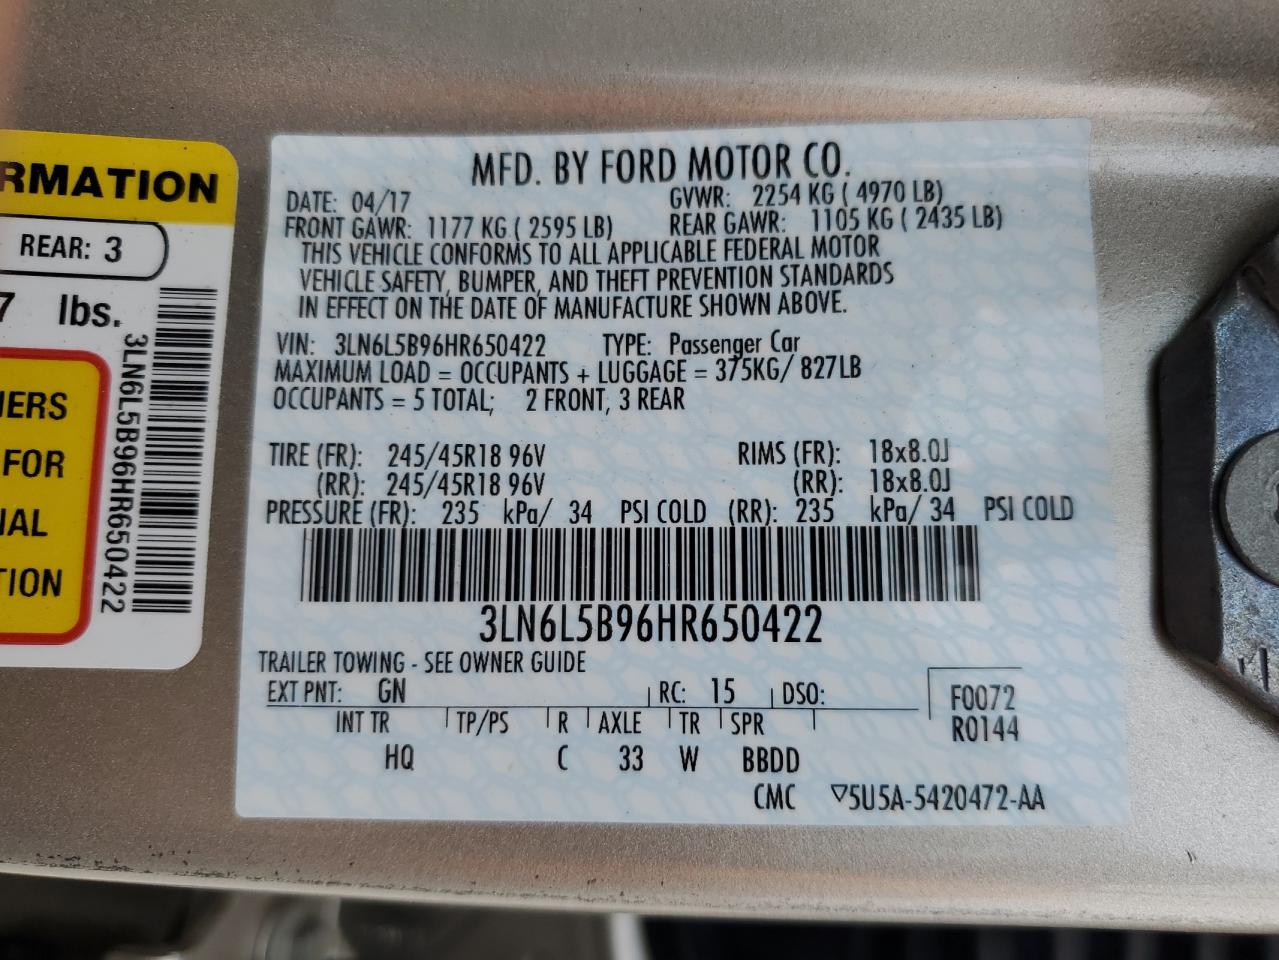 RMATION
REAR: 3
7 lbs.
IERS
FOR
NAL
TION
3LN6L5B96HR650422
MFD. BY FORD MOTOR CO.
DATE: 04/17 GVWR: 2254 KG ( 4970 LB)
FRONT GAWR: 1177 KG ( 2595 LB) REAR GAWR: 1105 KG ( 2435 LB)
THIS VEHICLE CONFORMS TO ALL APPLICABLE FEDERAL MOTOR
VEHICLE SAFETY, BUMPER, AND THEFT PREVENTION STANDARDS
IN EFFECT ON THE DATE OF MANUFACTURE SHOWN ABOVE.
VIN: 3LN6L5B96HR650422 TYPE: Passenger Car
MAXIMUM LOAD = OCCUPANTS + LUGGAGE = 375KG/ 827LB
OCCUPANTS = 5 TOTAL; 2 FRONT, 3 REAR
TIRE (FR): 245/45R18 96V RIMS (FR): 18x8.0J
(RR): 245/45R18 96V (RR): 18x8.0J
PRESSURE (FR): 235 kPa/ 34 PSI COLD (RR): 235 kPa/ 34 PSI COLD
3LN6L5B96HR650422
TRAILER TOWING - SEE OWNER GUIDE
EXT PNT: GN RC: 15 DSO: F0072
INT TR TP/PS R AXLE TR SPR R0144
HQ C 33 W BBDD
CMC ▽5U5A-5420472-AA